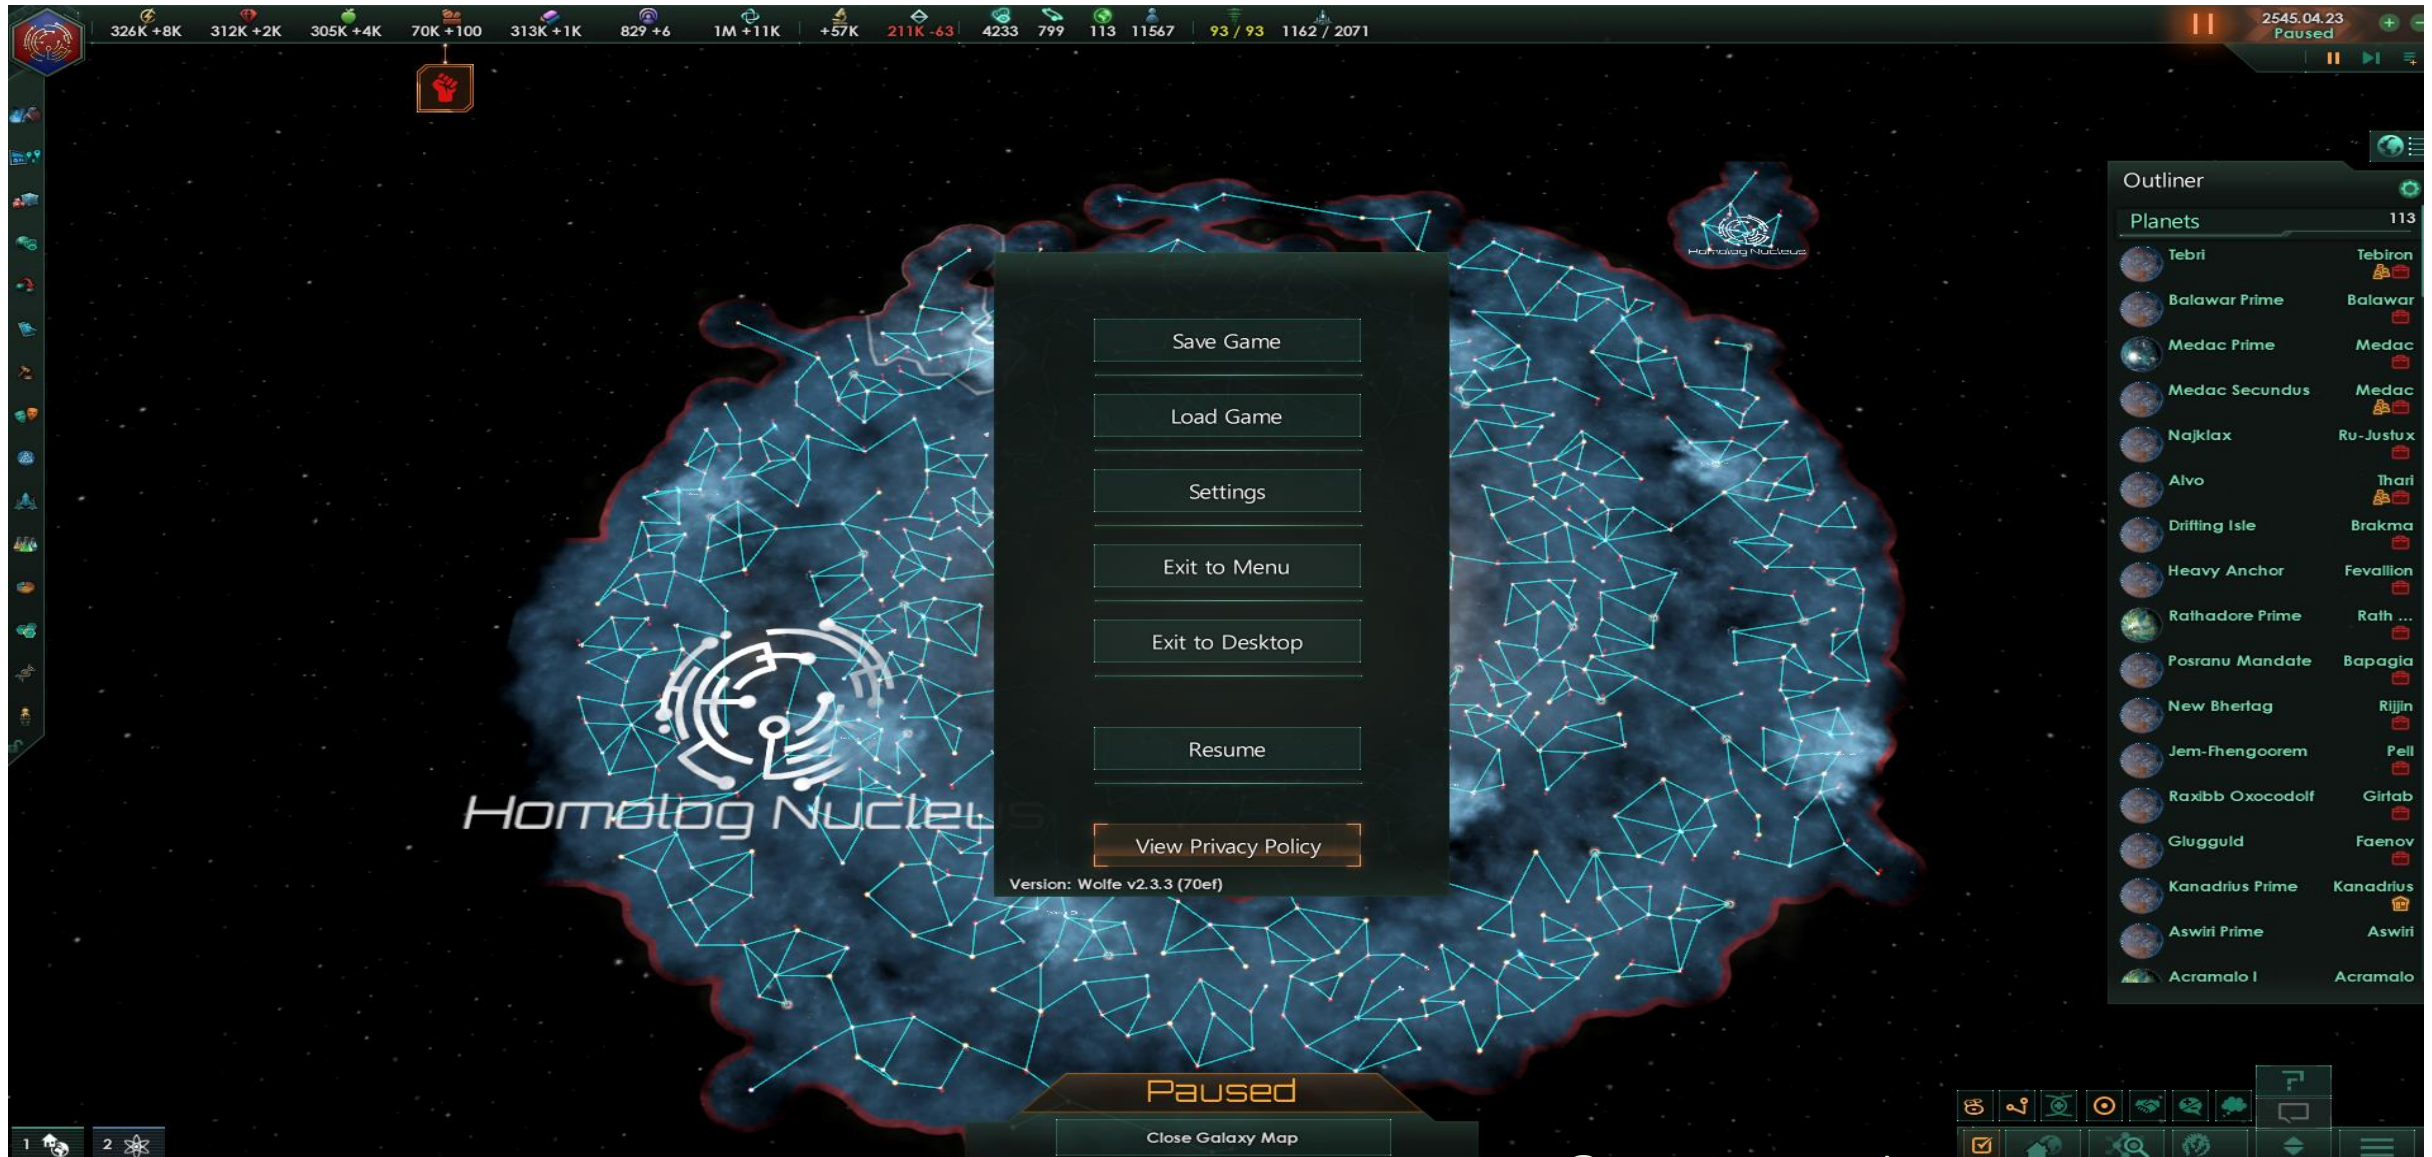 326K +8K 312K +2K 305K +4K 70K +100 313K +1K 829 +6 1M +11K +57K 211K -63 4233 799 113 11567 93 / 93 1162 / 2071
2545.04.23
Paused
Outliner
Planets 113
Tebri Tebiron
Balawar Prime Balawar
Medac Prime Medac
Medac Secundus Medac
Najklax Ru-Justux
Alvo Thari
Drifting Isle Brakma
Heavy Anchor Fevallion
Rathadore Prime Rath ...
Posranu Mandate Bapagia
New Bhertag Rijjin
Jem-Fhengoorem Pell
Raxibb Oxocodolf Girtab
Glugguld Faenov
Kanadrius Prime Kanadrius
Aswiri Prime Aswiri
Acramalo I Acramalo
Homolog Nucleus
Save Game
Load Game
Settings
Exit to Menu
Exit to Desktop
Resume
View Privacy Policy
Version: Wolfe v2.3.3 (70ef)
Homolog Nucleus
Paused
Close Galaxy Map
1
2